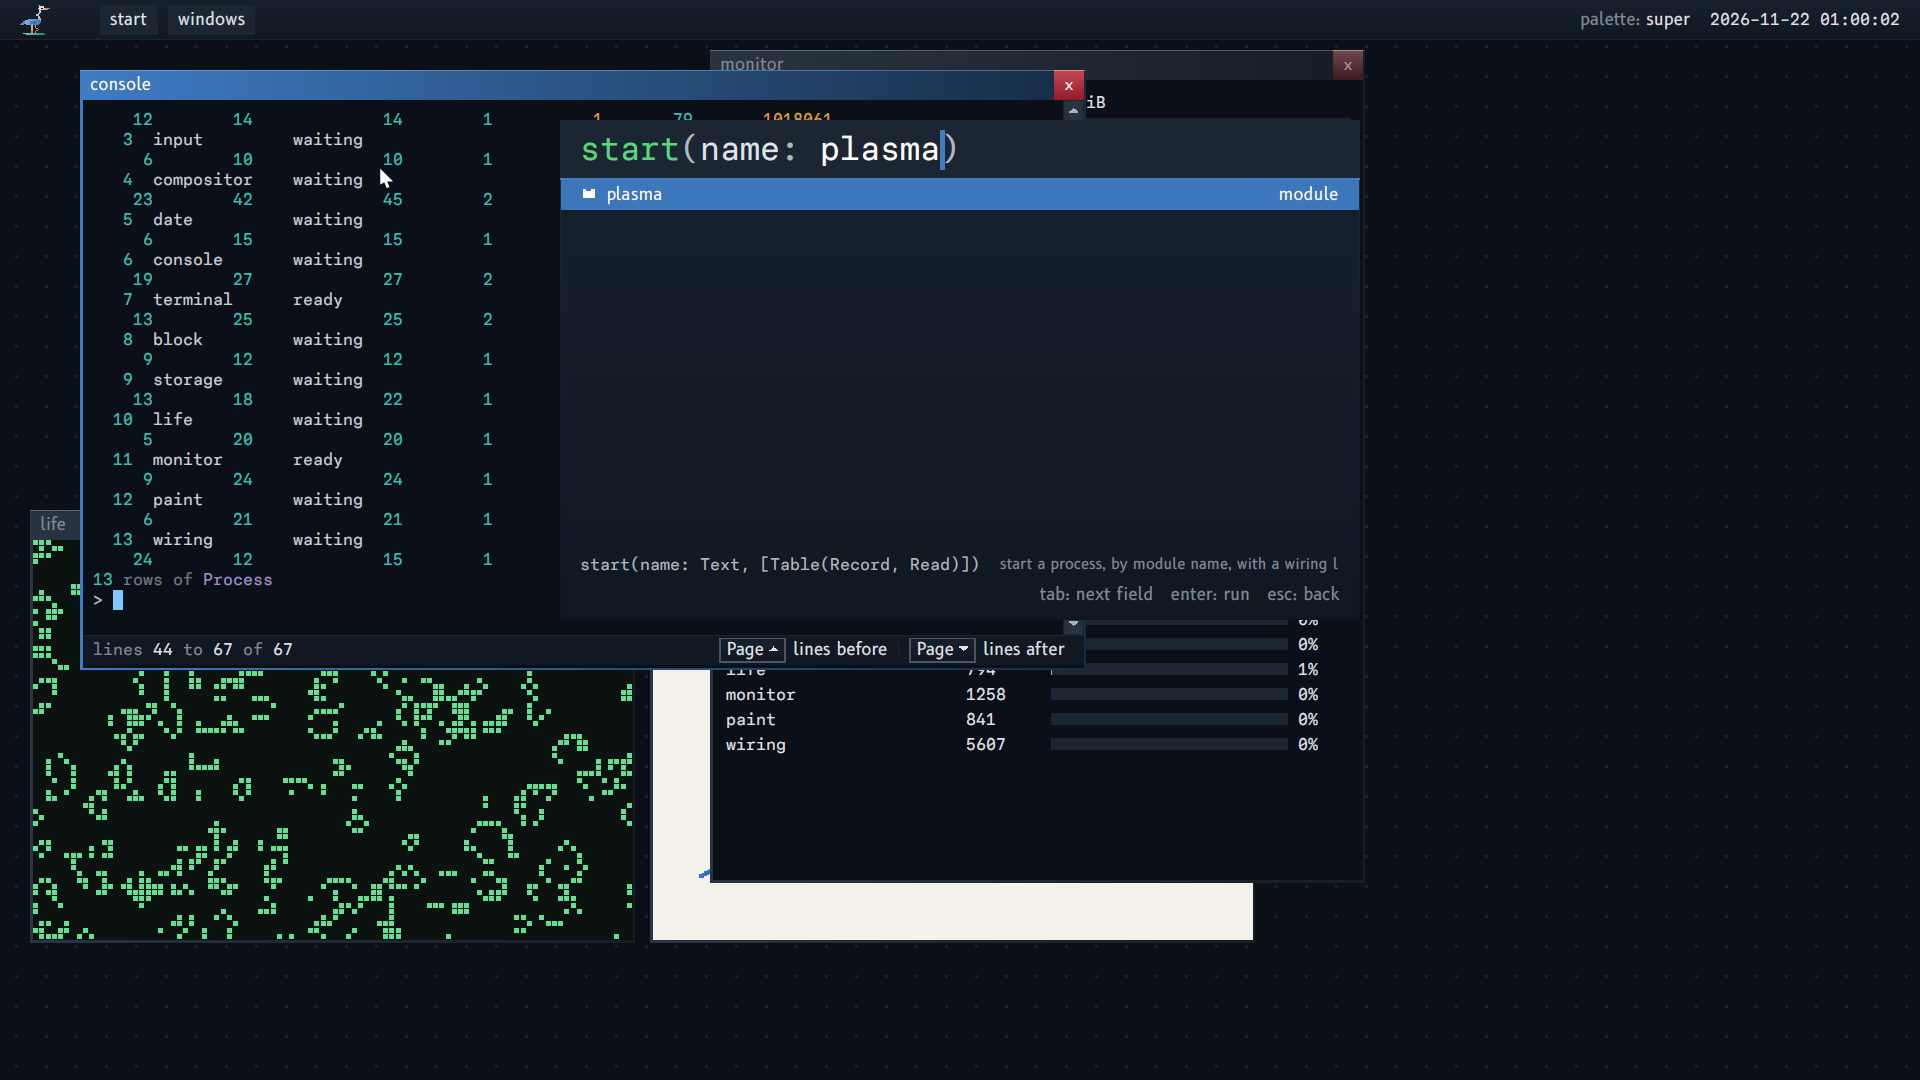 start windows palette: super 2026-11-22 01:00:02
monitor x
console x
iB
12 14 14 1 1 79 1018061
3 input waiting
6 10 10 1
4 compositor waiting
23 42 45 2
5 date waiting
6 15 15 1
6 console waiting
19 27 27 2
7 terminal ready
13 25 25 2
8 block waiting
9 12 12 1
9 storage waiting
13 18 22 1
10 life waiting
5 20 20 1
11 monitor ready
9 24 24 1
12 paint waiting
6 21 21 1
13 wiring waiting
24 12 15 1
13 rows of Process
>
lines 44 to 67 of 67 Page lines before Page lines after
start(name: plasma)
plasma module
start(name: Text, [Table(Record, Read)]) start a process, by module name, with a wiring l
tab: next field enter: run esc: back
life
0%
0%
life 794 1%
monitor 1258 0%
paint 841 0%
wiring 5607 0%